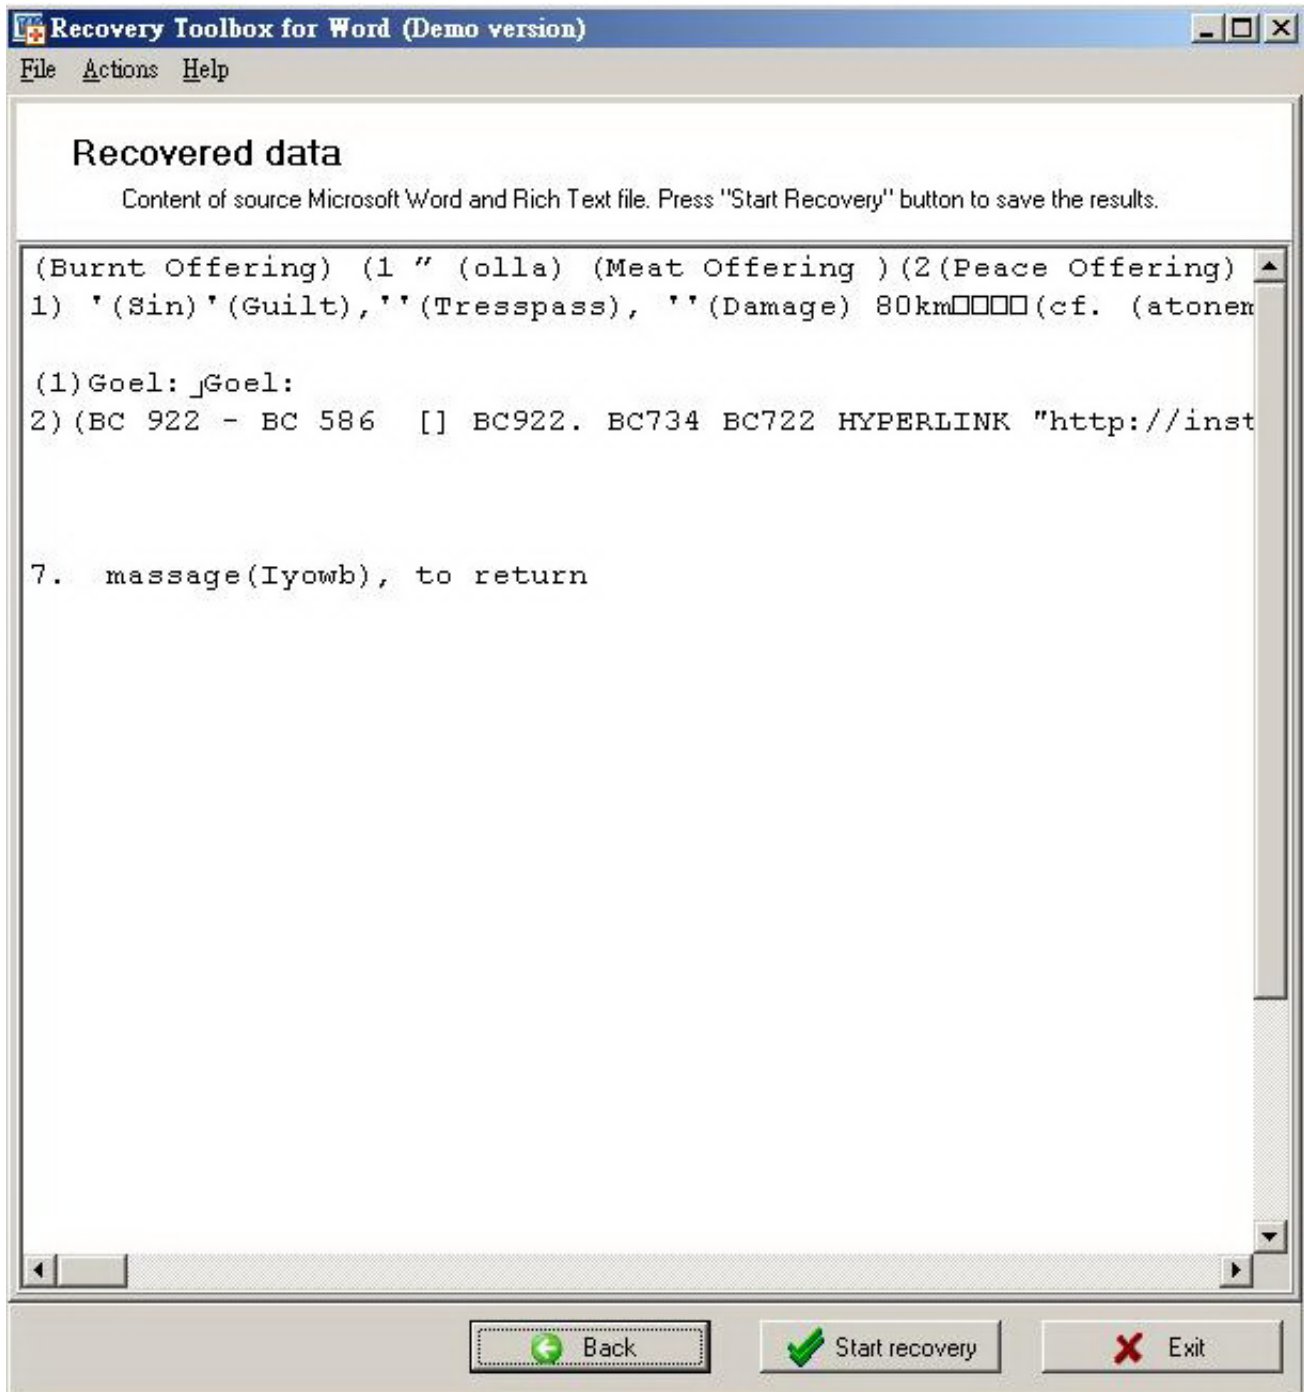 Recovery Toolbox for Word (Demo version)
File Actions Help
Recovered data
Content of source Microsoft Word and Rich Text file. Press "Start Recovery" button to save the results.
(Burnt Offering) (1 ” (olla) (Meat Offering )(2(Peace Offering)
1) '(Sin)'(Guilt),''(Tresspass), ''(Damage) 80km□□□□(cf. (atonem
(1)Goel: 」Goel:
2)(BC 922 - BC 586 [] BC922. BC734 BC722 HYPERLINK "http://inst
7. massage(Iyowb), to return
Back Start recovery Exit